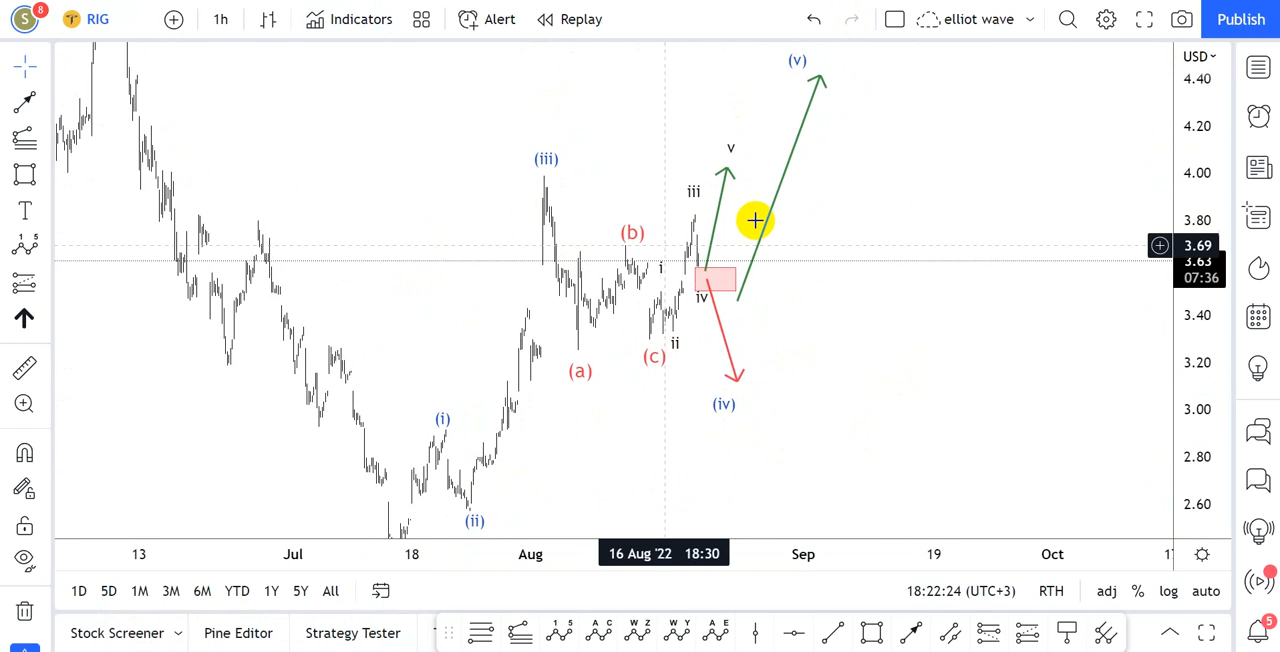 S 8 RIG 1h Indicators Alert Replay elliot wave Publish
USD
(v)
4.40
4.20
v
(iii)
4.00
iii
3.80
(b)
3.69
i
3.63
07:36
iv
3.40
ii
(c)
3.20
(a)
(iv)
3.00
(i)
2.80
2.60
(ii)
13 Jul 18 Aug 16 Aug '22 18:30 Sep 19 Oct 17
1D 5D 1M 3M 6M YTD 1Y 5Y All 18:22:24 (UTC+3) RTH adj % log auto
Stock Screener Pine Editor Strategy Tester
1 5 A C W Z W Y A E
5